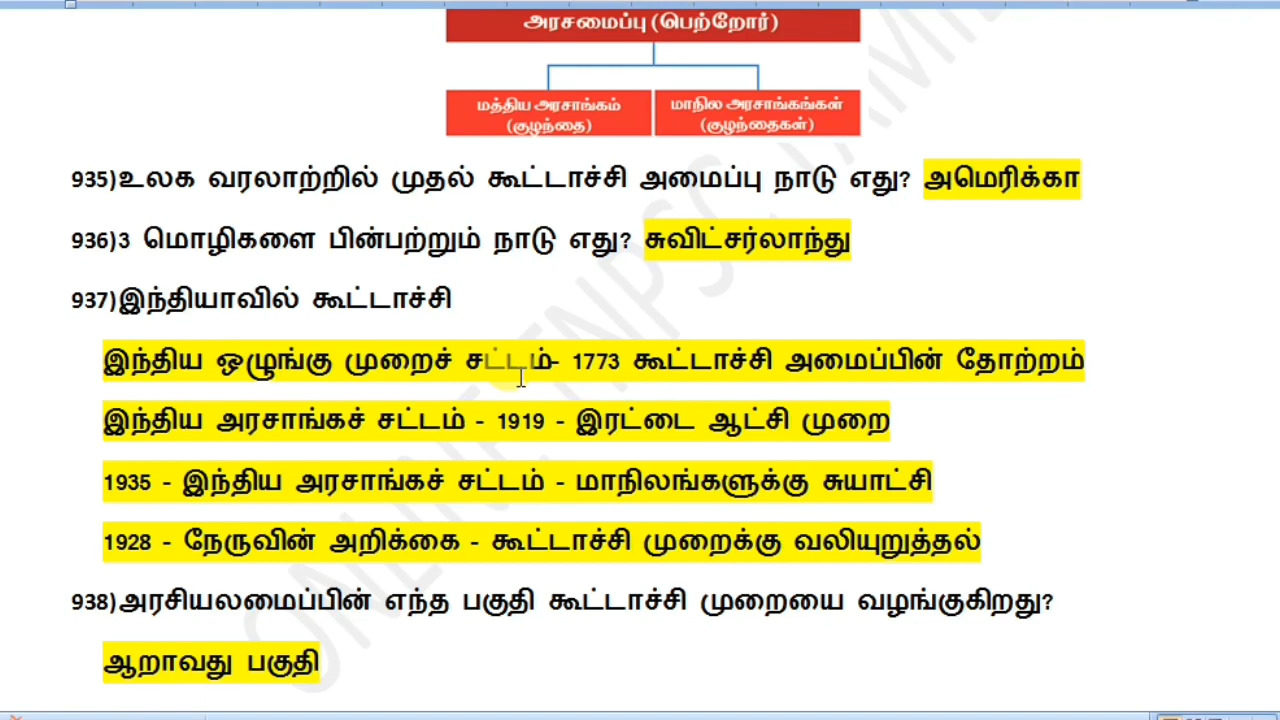 அரசமைப்பு (பெற்றோர்)
மத்திய அரசாங்கம் மாநில அரசாங்கங்கள்
(குழந்தை) (குழந்தைகள்)
935)உலக வரலாற்றில் முதல் கூட்டாச்சி அமைப்பு நாடு எது? அமெரிக்கா
936)3 மொழிகளை பின்பற்றும் நாடு எது? சுவிட்சர்லாந்து
937)இந்தியாவில் கூட்டாச்சி
இந்திய ஒழுங்கு முறைச் சட்டம்- 1773 கூட்டாச்சி அமைப்பின் தோற்றம்
இந்திய அரசாங்கச் சட்டம் - 1919 - இரட்டை ஆட்சி முறை
1935 - இந்திய அரசாங்கச் சட்டம் - மாநிலங்களுக்கு சுயாட்சி
1928 - நேருவின் அறிக்கை - கூட்டாச்சி முறைக்கு வலியுறுத்தல்
938)அரசியலமைப்பின் எந்த பகுதி கூட்டாச்சி முறையை வழங்குகிறது?
ஆறாவது பகுதி